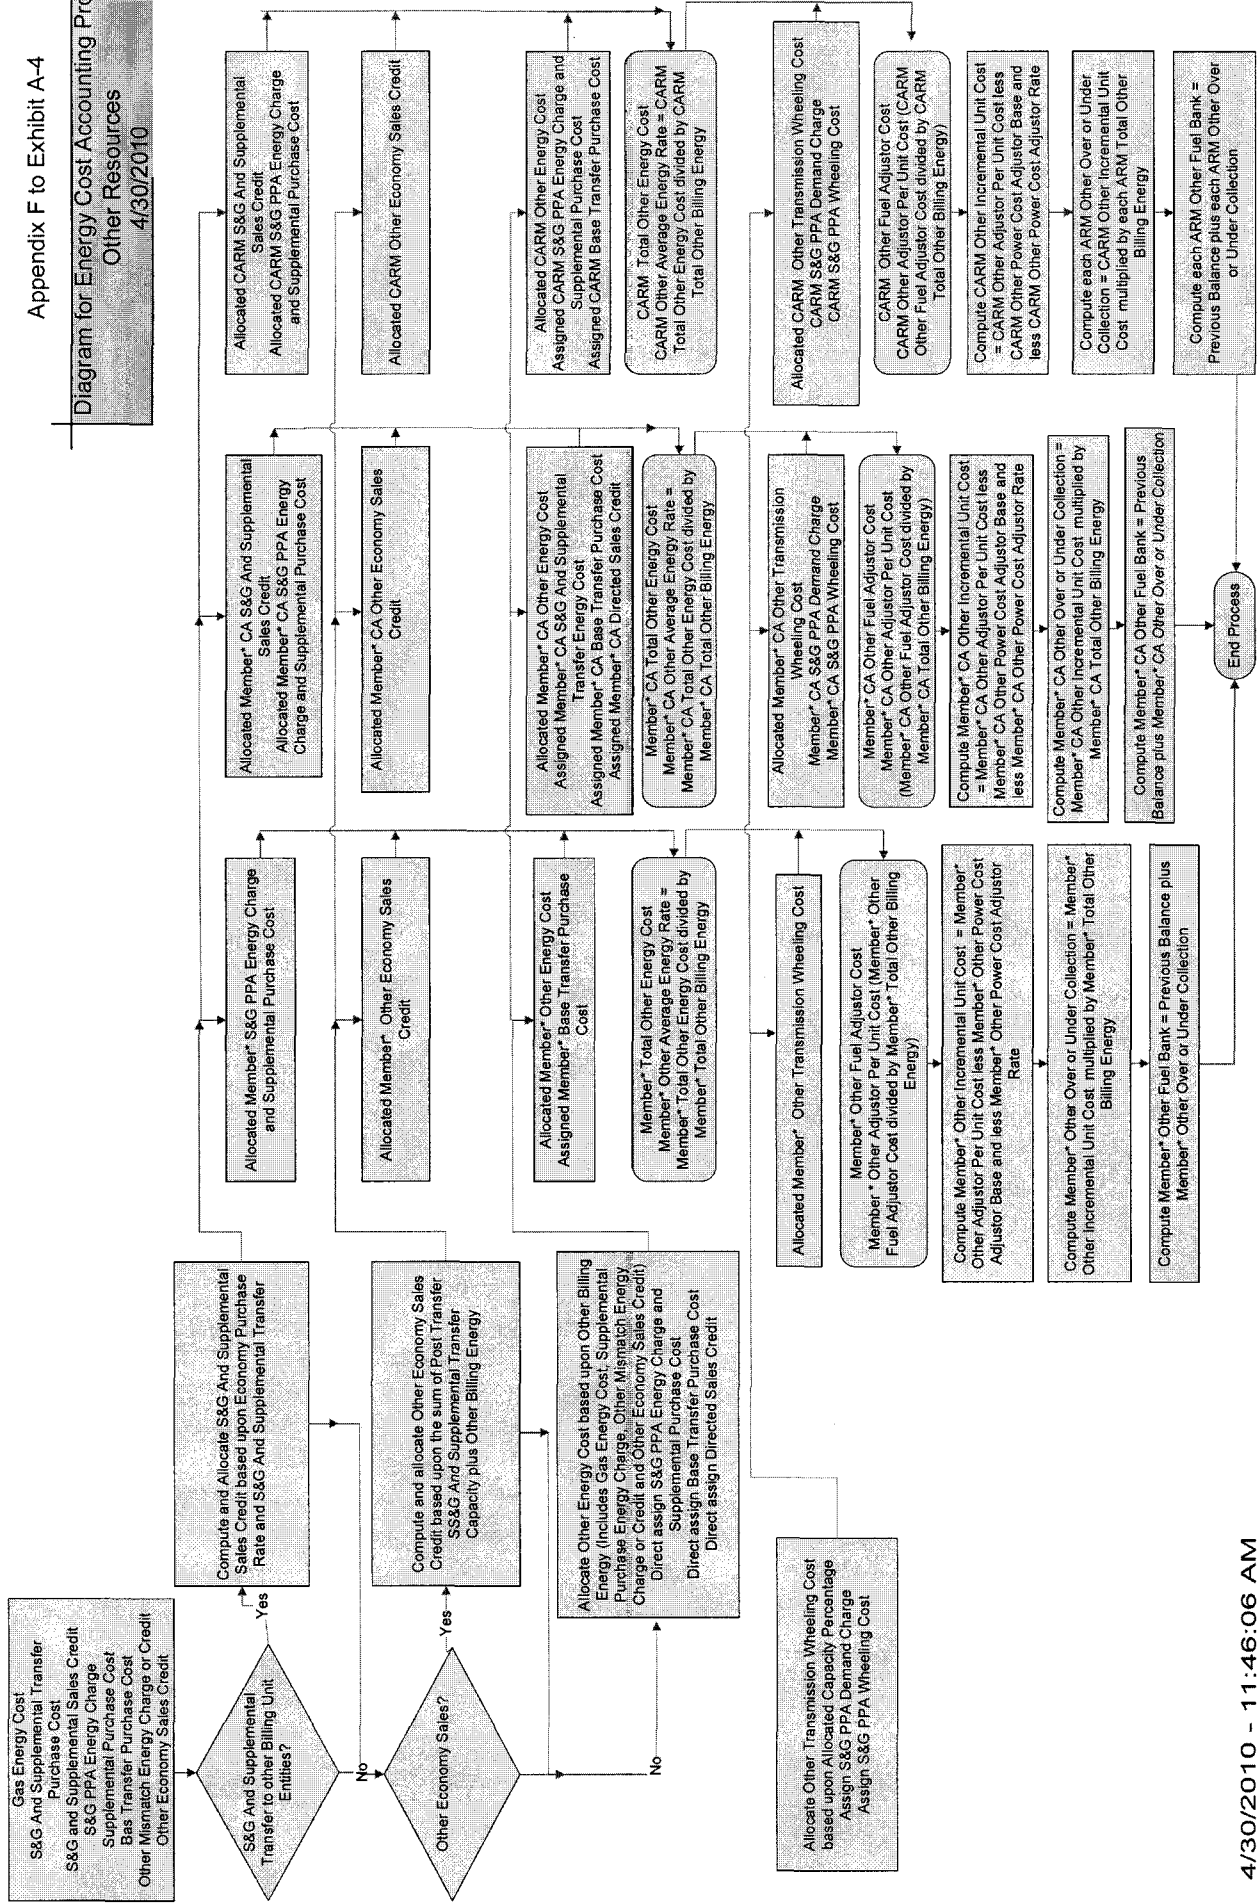 Appendix F to Exhibit A-4
Diagram for Energy Cost Accounting Pro
Other Resources
4/30/2010
Gas Energy Cost
S&G And Supplemental Transfer
Purchase Cost
S&G and Supplemental Sales Credit
S&G PPA Energy Charge
Supplemental Purchase Cost
Bas Transfer Purchase Cost
Other Mismatch Energy Charge or Credit
Other Economy Sales Credit
S&G And Supplemental
Transfer to other Billing Unit
Entities?
Yes
No
Compute and Allocate S&G And Supplemental
Sales Credit based upon Economy Purchase
Rate and S&G And Supplemental Transfer
Other Economy Sales?
Yes
No
Compute and allocate Other Economy Sales
Credit based upon the sum of Post Transfer
SS&G And Supplemental Transfer
Capacity plus Other Billing Energy
Allocate Other Energy Cost based upon Other Billing
Energy (Includes Gas Energy Cost, Supplemental
Purchase Energy Charge, Other Mismatch Energy
Charge or Credit and Other Economy Sales Credit)
Direct assign S&G PPA Energy Charge and
Supplemental Purchase Cost
Direct assign Base Transfer Purchase Cost
Direct assign Directed Sales Credit
Allocate Other Transmission Wheeling Cost
based upon Allocated Capacity Percentage
Assign S&G PPA Demand Charge
Assign S&G PPA Wheeling Cost
Allocated Member* S&G PPA Energy Charge
and Supplemental Purchase Cost
Allocated Member* Other Economy Sales
Credit
Allocated Member* Other Energy Cost
Assigned Member* Base Transfer Purchase
Cost
Member* Total Other Energy Cost
Member* Other Average Energy Rate =
Member* Total Other Energy Cost divided by
Member* Total Other Billing Energy
Allocated Member* Other Transmission Wheeling Cost
Member* Other Fuel Adjustor Cost
Member * Other Adjustor Per Unit Cost (Member* Other
Fuel Adjustor Cost divided by Member* Total Other Billing
Energy)
Compute Member* Other Incremental Unit Cost = Member*
Other Adjustor Per Unit Cost less Member* Other Power Cost
Adjustor Base and less Member* Other Power Cost Adjustor
Rate
Compute Member* Other Over or Under Collection = Member*
Other Incremental Unit Cost multiplied by Member* Total Other
Billing Energy
Compute Member* Other Fuel Bank = Previous Balance plus
Member* Other Over or Under Collection
Allocated Member* CA S&G And Supplemental
Sales Credit
Allocated Member* CA S&G PPA Energy
Charge and Supplemental Purchase Cost
Allocated Member* CA Other Economy Sales
Credit
Allocated Member* CA Other Energy Cost
Assigned Member* CA S&G And Supplemental
Transfer Energy Cost
Assigned Member* CA Base Transfer Purchase Cost
Assigned Member* CA Directed Sales Credit
Member* CA Total Other Energy Cost
Member* CA Other Average Energy Rate =
Member* CA Total Other Energy Cost divided by
Member* CA Total Other Billing Energy
Allocated Member* CA Other Transmission
Wheeling Cost
Member* CA S&G PPA Demand Charge
Member* CA S&G PPA Wheeling Cost
Member* CA Other Fuel Adjustor Cost
Member* CA Other Adjustor Per Unit Cost
(Member* CA Other Fuel Adjustor Cost divided by
Member* CA Total Other Billing Energy)
Compute Member* CA Other Incremental Unit Cost
= Member* CA Other Adjustor Per Unit Cost less
Member* CA Other Power Cost Adjustor Base and
less Member* CA Other Power Cost Adjustor Rate
Compute Member* CA Other Over or Under Collection =
Member* CA Other Incremental Unit Cost multiplied by
Member* CA Total Other Billing Energy
Compute Member* CA Other Fuel Bank = Previous
Balance plus Member* CA Other Over or Under Collection
End Process
Allocated CARM S&G And Supplemental
Sales Credit
Allocated CARM S&G PPA Energy Charge
and Supplemental Purchase Cost
Allocated CARM Other Economy Sales Credit
Allocated CARM Other Energy Cost
Assigned CARM S&G PPA Energy Charge and
Supplemental Purchase Cost
Assigned CARM Base Transfer Purchase Cost
CARM Total Other Energy Cost
CARM Other Average Energy Rate = CARM
Total Other Energy Cost divided by CARM
Total Other Billing Energy
Allocated CARM Other Transmission Wheeling Cost
CARM S&G PPA Demand Charge
CARM S&G PPA Wheeling Cost
CARM Other Fuel Adjustor Cost
CARM Other Adjustor Per Unit Cost (CARM
Other Fuel Adjustor Cost divided by CARM
Total Other Billing Energy)
Compute CARM Other Incremental Unit Cost
= CARM Other Adjustor Per Unit Cost less
CARM Other Power Cost Adjustor Base and
less CARM Other Power Cost Adjustor Rate
Compute each ARM Other Over or Under
Collection = CARM Other Incremental Unit
Cost multiplied by each ARM Total Other
Billing Energy
Compute each ARM Other Fuel Bank =
Previous Balance plus each ARM Other Over
or Under Collection
4/30/2010 - 11:46:06 AM